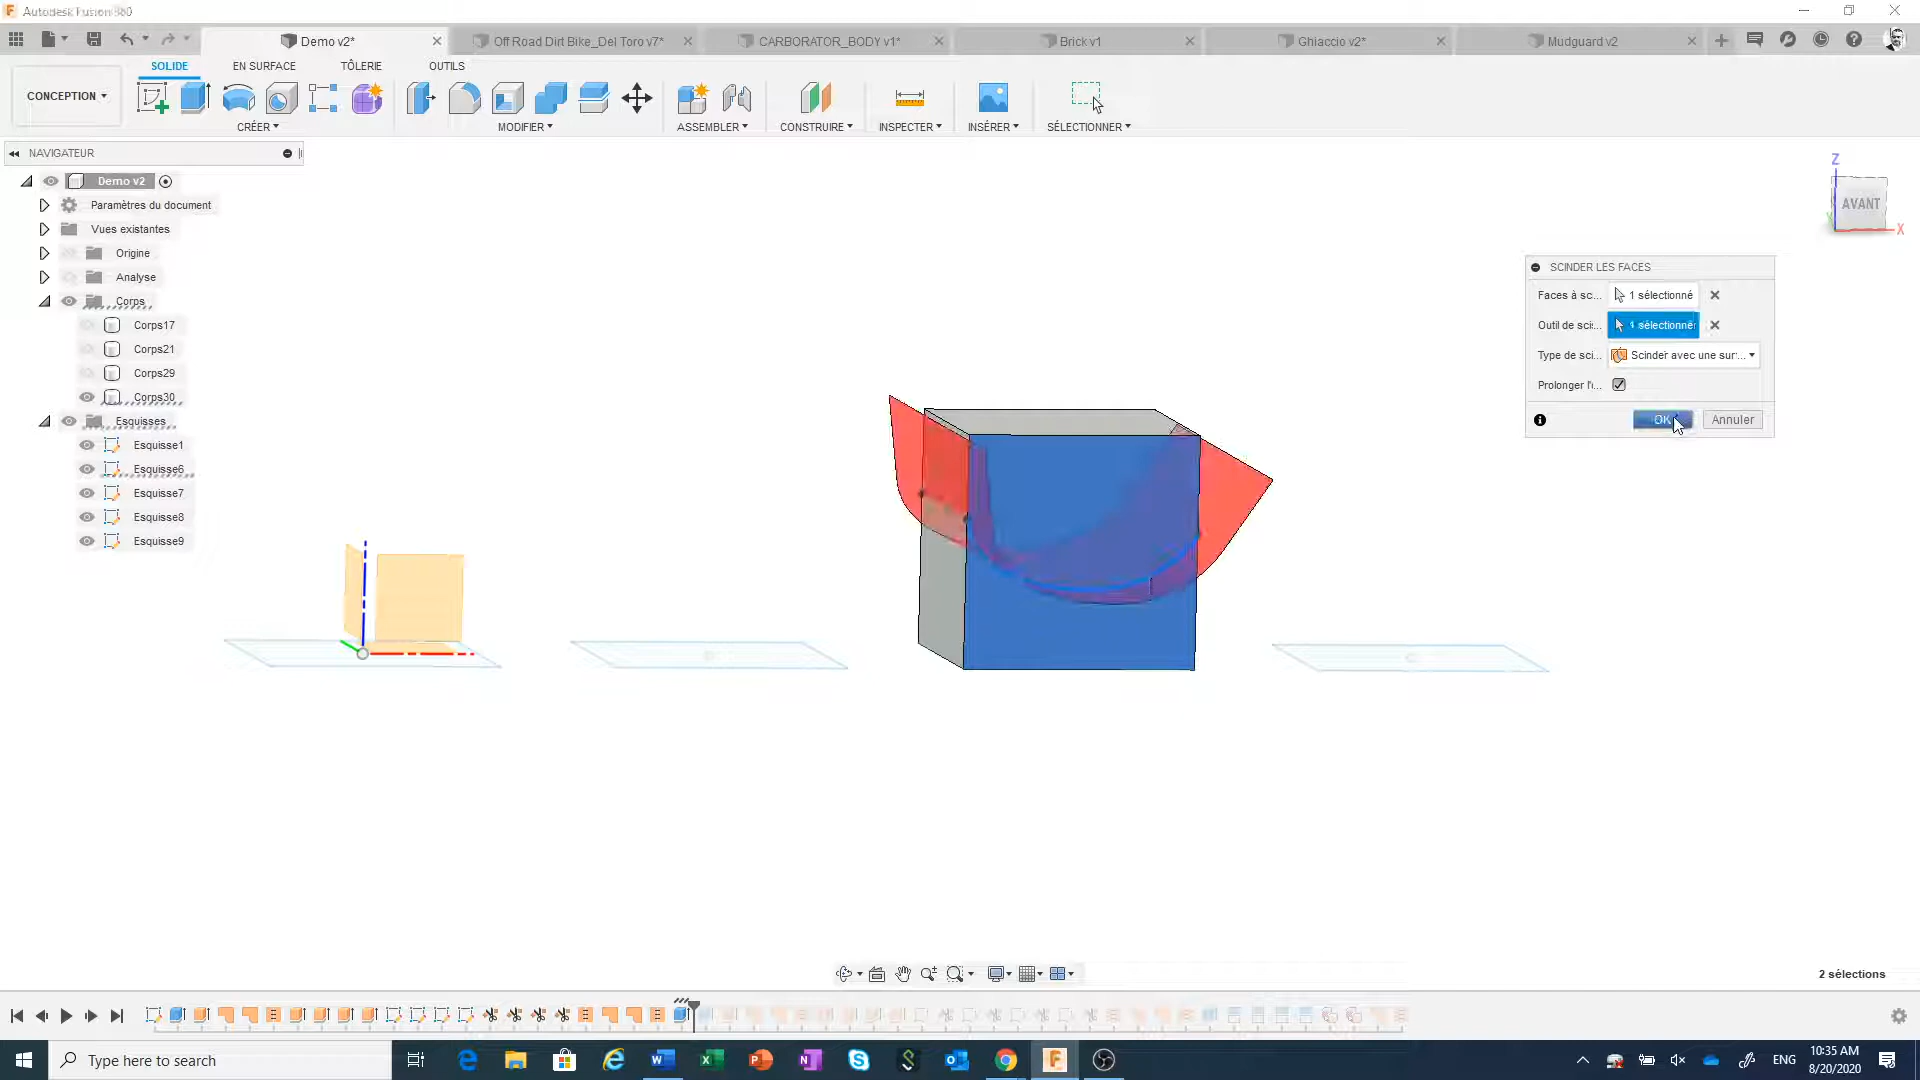 Autodesk Fusion 360
Demo v2*
Off Road Dirt Bike_Del Toro v7*
CARBORATOR_BODY v1*
Brick v1
Ghiaccio v2*
Mudguard v2
SOLIDE
EN SURFACE
TÔLERIE
OUTILS
CONCEPTION
CRÉER
MODIFIER
ASSEMBLER
CONSTRUIRE
INSPECTER
INSÉRER
SÉLECTIONNER
NAVIGATEUR
Demo v2
Paramètres du document
Vues existantes
Origine
Analyse
Corps
Corps17
Corps21
Corps29
Corps30
Esquisses
Esquisse1
Esquisse6
Esquisse7
Esquisse8
Esquisse9
Z
AVANT
X
Y
SCINDER LES FACES
Faces à sc... 1 sélectionné
Outil de sci... 1 sélectionné
Type de sci... Scinder avec une sur...
Prolonger l'...
OK Annuler
2 sélections
Type here to search
ENG
10:35 AM
8/20/2020